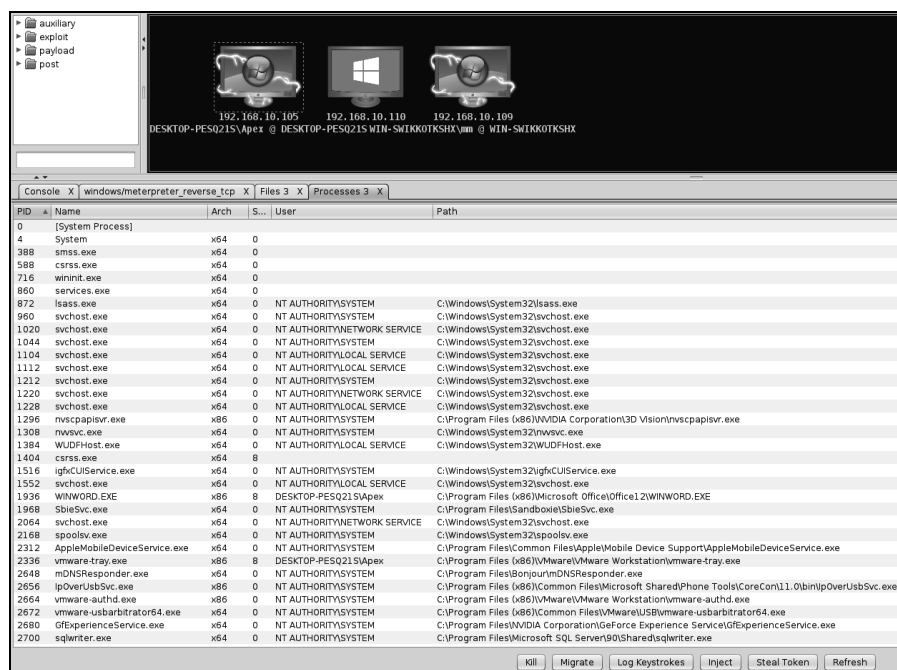 auxiliary
exploit
payload
post
192.168.10.105 192.168.10.110 192.168.10.109
DESKTOP-PESQ21S\Apex @ DESKTOP-PESQ21S WIN-SWIKKOTKSHX\mm @ WIN-SWIKKOTKSHX
Console X windows/meterpreter_reverse_tcp X Files 3 X Processes 3 X
PID Name Arch S... User Path
0 [System Process]
4 System x64 0
388 smss.exe x64 0
588 csrss.exe x64 0
716 wininit.exe x64 0
860 services.exe x64 0
872 lsass.exe x64 0 NT AUTHORITY\SYSTEM C:\Windows\System32\lsass.exe
960 svchost.exe x64 0 NT AUTHORITY\SYSTEM C:\Windows\System32\svchost.exe
1020 svchost.exe x64 0 NT AUTHORITY\NETWORK SERVICE C:\Windows\System32\svchost.exe
1044 svchost.exe x64 0 NT AUTHORITY\SYSTEM C:\Windows\System32\svchost.exe
1104 svchost.exe x64 0 NT AUTHORITY\LOCAL SERVICE C:\Windows\System32\svchost.exe
1112 svchost.exe x64 0 NT AUTHORITY\LOCAL SERVICE C:\Windows\System32\svchost.exe
1212 svchost.exe x64 0 NT AUTHORITY\SYSTEM C:\Windows\System32\svchost.exe
1220 svchost.exe x64 0 NT AUTHORITY\NETWORK SERVICE C:\Windows\System32\svchost.exe
1228 svchost.exe x64 0 NT AUTHORITY\LOCAL SERVICE C:\Windows\System32\svchost.exe
1296 nvscpapisvr.exe x86 0 NT AUTHORITY\SYSTEM C:\Program Files (x86)\NVIDIA Corporation\3D Vision\nvscpapisvr.exe
1308 nvvsvc.exe x64 0 NT AUTHORITY\SYSTEM C:\Windows\System32\nvvsvc.exe
1384 WUDFHost.exe x64 0 NT AUTHORITY\LOCAL SERVICE C:\Windows\System32\WUDFHost.exe
1404 csrss.exe x64 8
1516 igfxCUIService.exe x64 0 NT AUTHORITY\SYSTEM C:\Windows\System32\igfxCUIService.exe
1552 svchost.exe x64 0 NT AUTHORITY\LOCAL SERVICE C:\Windows\System32\svchost.exe
1936 WINWORD.EXE x86 8 DESKTOP-PESQ21S\Apex C:\Program Files (x86)\Microsoft Office\Office12\WINWORD.EXE
1968 SbieSvc.exe x64 0 NT AUTHORITY\SYSTEM C:\Program Files\Sandboxie\SbieSvc.exe
2064 svchost.exe x64 0 NT AUTHORITY\NETWORK SERVICE C:\Windows\System32\svchost.exe
2168 spoolsv.exe x64 0 NT AUTHORITY\SYSTEM C:\Windows\System32\spoolsv.exe
2312 AppleMobileDeviceService.exe x64 0 NT AUTHORITY\SYSTEM C:\Program Files\Common Files\Apple\Mobile Device Support\AppleMobileDeviceService.exe
2336 vmware-tray.exe x86 8 DESKTOP-PESQ21S\Apex C:\Program Files (x86)\VMware\VMware Workstation\vmware-tray.exe
2648 mDNSResponder.exe x64 0 NT AUTHORITY\SYSTEM C:\Program Files\Bonjour\mDNSResponder.exe
2656 IpOverUsbSvc.exe x86 0 NT AUTHORITY\SYSTEM C:\Program Files (x86)\Common Files\Microsoft Shared\Phone Tools\CoreCon\11.0\bin\IpOverUsbSvc.exe
2664 vmware-authd.exe x86 0 NT AUTHORITY\SYSTEM C:\Program Files (x86)\VMware\VMware Workstation\vmware-authd.exe
2672 vmware-usbarbitrator64.exe x64 0 NT AUTHORITY\SYSTEM C:\Program Files (x86)\Common Files\VMware\USB\vmware-usbarbitrator64.exe
2680 GfExperienceService.exe x64 0 NT AUTHORITY\SYSTEM C:\Program Files\NVIDIA Corporation\GeForce Experience Service\GfExperienceService.exe
2700 sqlwriter.exe x64 0 NT AUTHORITY\SYSTEM C:\Program Files\Microsoft SQL Server\90\Shared\sqlwriter.exe
Kill Migrate Log Keystrokes Inject Steal Token Refresh